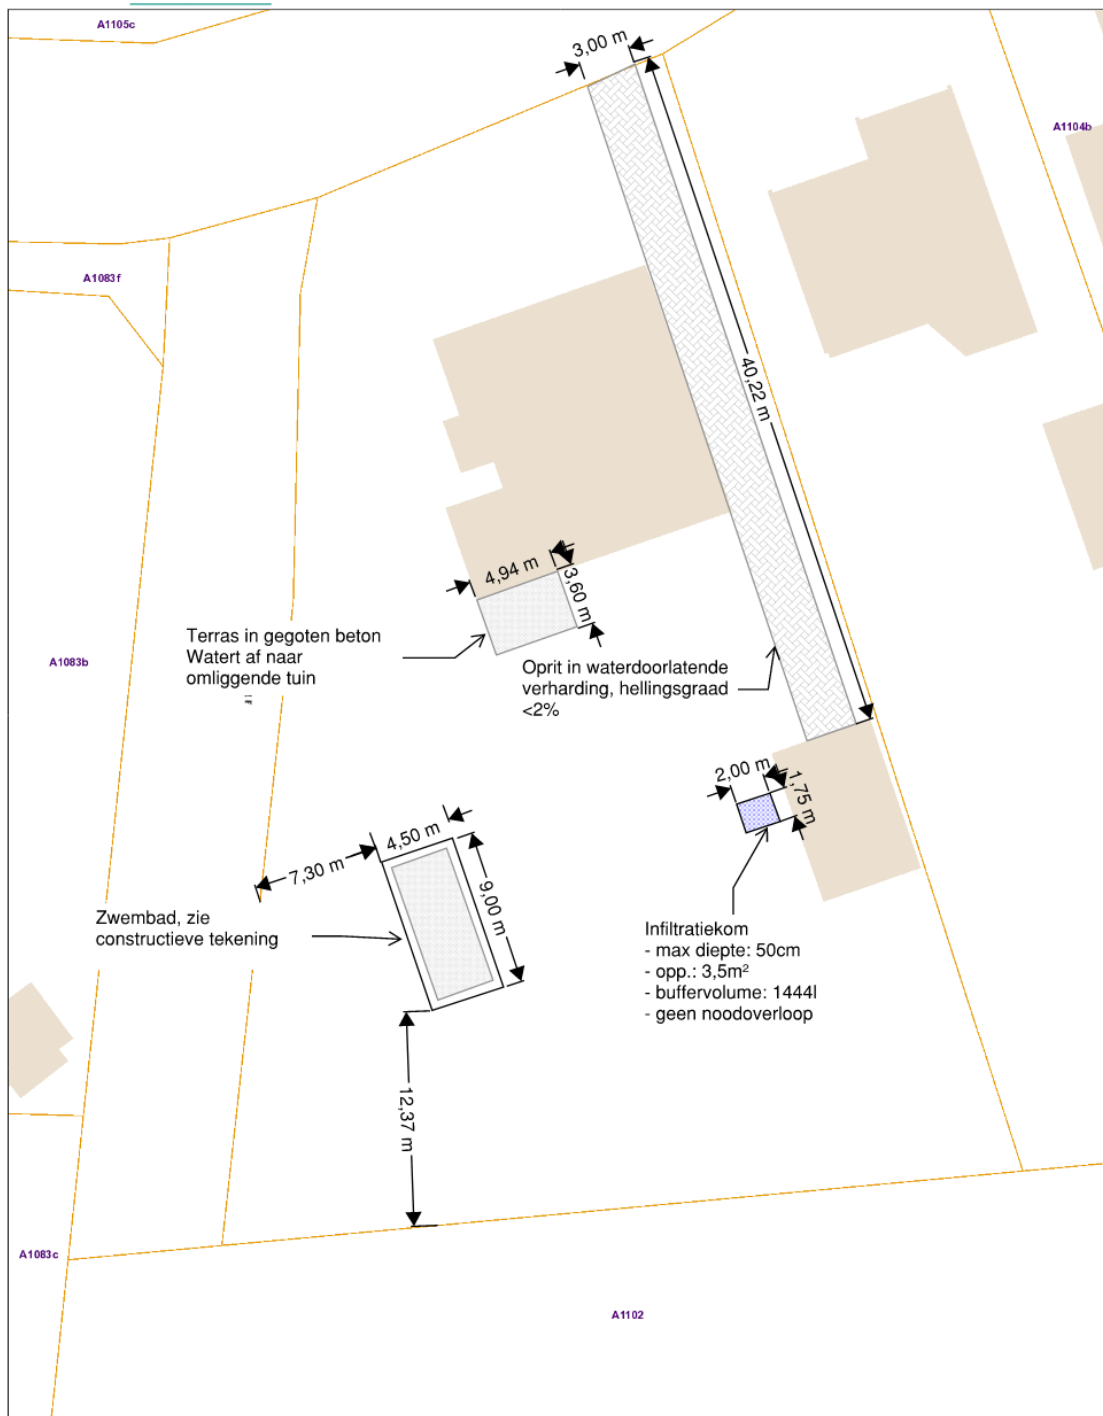 A1105c
3,00 m
A1104b
A1083f
40,22 m
4,94 m
3,60 m
Terras in gegoten beton
Watert af naar
omliggende tuin
A1083b
Oprit in waterdoorlatende
verharding, hellingsgraad
<2%
2,00 m
1,75 m
4,50 m
7,30 m
9,00 m
Zwembad, zie
constructieve tekening
Infiltratiekom
- max diepte: 50cm
- opp.: 3,5m²
- buffervolume: 1444l
- geen noodoverloop
12,37 m
A1083c
A1102